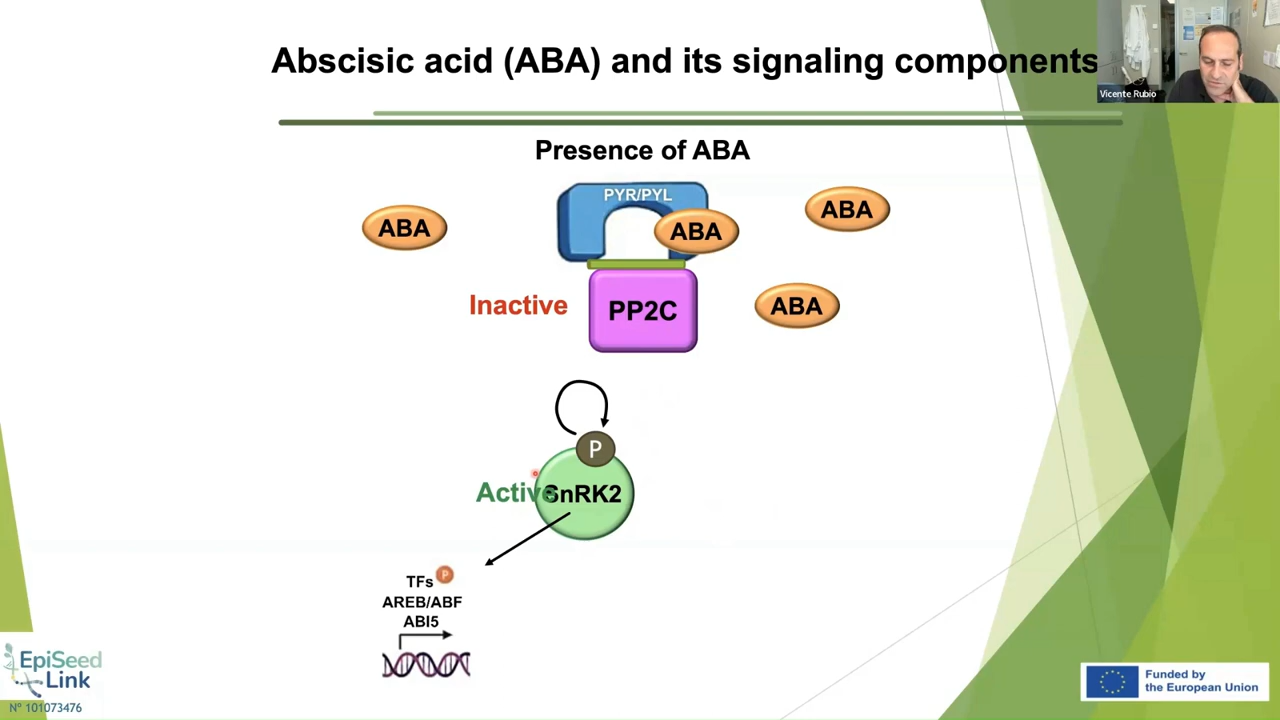 Abscisic acid (ABA) and its signaling components
Vicente Rubio
Presence of ABA
PYR/PYL
ABA
ABA
ABA
ABA
Inactive
PP2C
P
Active
SnRK2
TFs P
AREB/ABF
ABI5
EpiSeed
Link
Nº 101073476
Funded by
the European Union